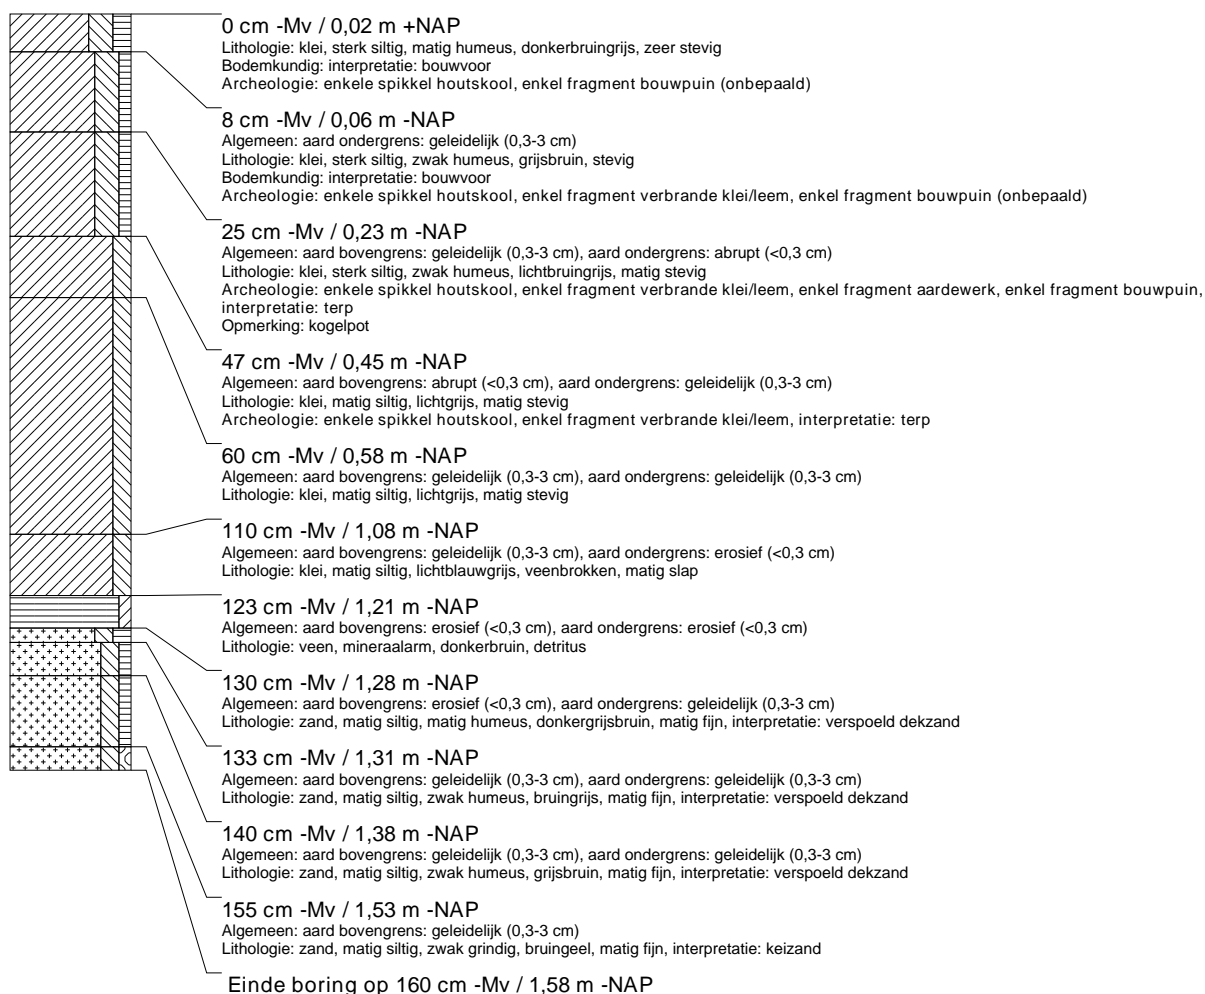 0 cm -Mv / 0,02 m +NAP
Lithologie: klei, sterk siltig, matig humeus, donkerbruingrijs, zeer stevig
Bodemkundig: interpretatie: bouwvoor
Archeologie: enkele spikkel houtskool, enkel fragment bouwpuin (onbepaald)
8 cm -Mv / 0,06 m -NAP
Algemeen: aard ondergrens: geleidelijk (0,3-3 cm)
Lithologie: klei, sterk siltig, zwak humeus, grijsbruin, stevig
Bodemkundig: interpretatie: bouwvoor
Archeologie: enkele spikkel houtskool, enkel fragment verbrande klei/leem, enkel fragment bouwpuin (onbepaald)
25 cm -Mv / 0,23 m -NAP
Algemeen: aard bovengrens: geleidelijk (0,3-3 cm), aard ondergrens: abrupt (<0,3 cm)
Lithologie: klei, sterk siltig, zwak humeus, lichtbruingrijs, matig stevig
Archeologie: enkele spikkel houtskool, enkel fragment verbrande klei/leem, enkel fragment aardewerk, enkel fragment bouwpuin,
interpretatie: terp
Opmerking: kogelpot
47 cm -Mv / 0,45 m -NAP
Algemeen: aard bovengrens: abrupt (<0,3 cm), aard ondergrens: geleidelijk (0,3-3 cm)
Lithologie: klei, matig siltig, lichtgrijs, matig stevig
Archeologie: enkele spikkel houtskool, enkel fragment verbrande klei/leem, interpretatie: terp
60 cm -Mv / 0,58 m -NAP
Algemeen: aard bovengrens: geleidelijk (0,3-3 cm), aard ondergrens: geleidelijk (0,3-3 cm)
Lithologie: klei, matig siltig, lichtgrijs, matig stevig
110 cm -Mv / 1,08 m -NAP
Algemeen: aard bovengrens: geleidelijk (0,3-3 cm), aard ondergrens: erosief (<0,3 cm)
Lithologie: klei, matig siltig, lichtblauwgrijs, veenbrokken, matig slap
123 cm -Mv / 1,21 m -NAP
Algemeen: aard bovengrens: erosief (<0,3 cm), aard ondergrens: erosief (<0,3 cm)
Lithologie: veen, mineraalarm, donkerbruin, detritus
130 cm -Mv / 1,28 m -NAP
Algemeen: aard bovengrens: erosief (<0,3 cm), aard ondergrens: geleidelijk (0,3-3 cm)
Lithologie: zand, matig siltig, matig humeus, donkergrijsbruin, matig fijn, interpretatie: verspoeld dekzand
133 cm -Mv / 1,31 m -NAP
Algemeen: aard bovengrens: geleidelijk (0,3-3 cm), aard ondergrens: geleidelijk (0,3-3 cm)
Lithologie: zand, matig siltig, zwak humeus, bruingrijs, matig fijn, interpretatie: verspoeld dekzand
140 cm -Mv / 1,38 m -NAP
Algemeen: aard bovengrens: geleidelijk (0,3-3 cm), aard ondergrens: geleidelijk (0,3-3 cm)
Lithologie: zand, matig siltig, zwak humeus, grijsbruin, matig fijn, interpretatie: verspoeld dekzand
155 cm -Mv / 1,53 m -NAP
Algemeen: aard bovengrens: geleidelijk (0,3-3 cm)
Lithologie: zand, matig siltig, zwak grindig, bruingeel, matig fijn, interpretatie: keizand
Einde boring op 160 cm -Mv / 1,58 m -NAP